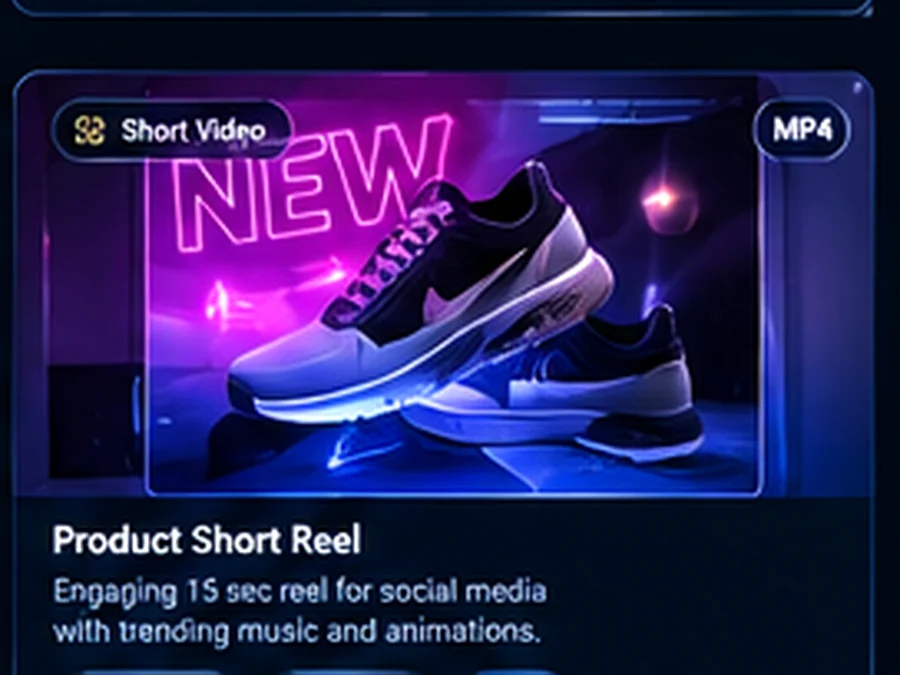 Short Video
MP4
NEW
Product Short Reel
Engaging 15 sec reel for social media
with trending music and animations.